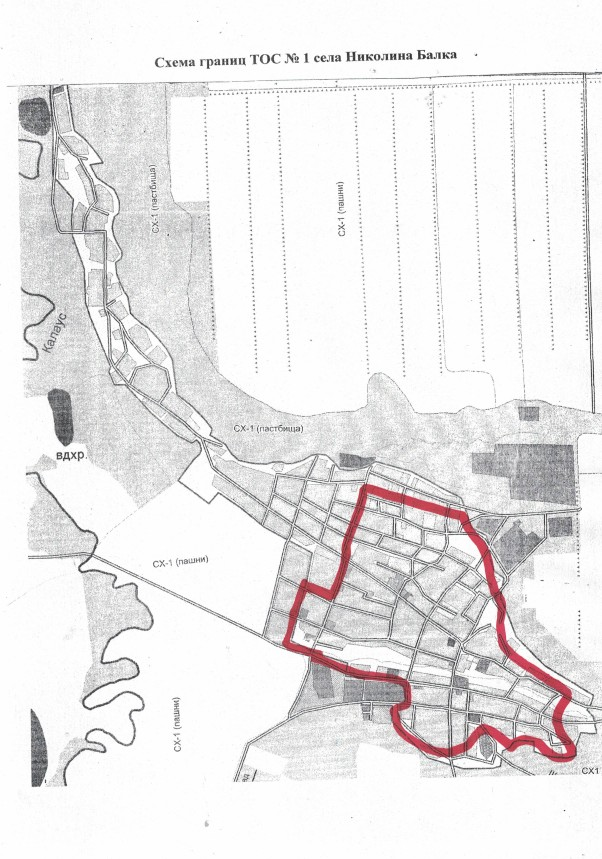 Схема границ ТОС № 1 села Николина Балка
СХ-1 (пастбища)
СХ-1 (пашни)
Калаус
СХ-1 (пастбища)
вдхр.
СХ-1 (пашни)
СХ-1 (пашни)
СХ1